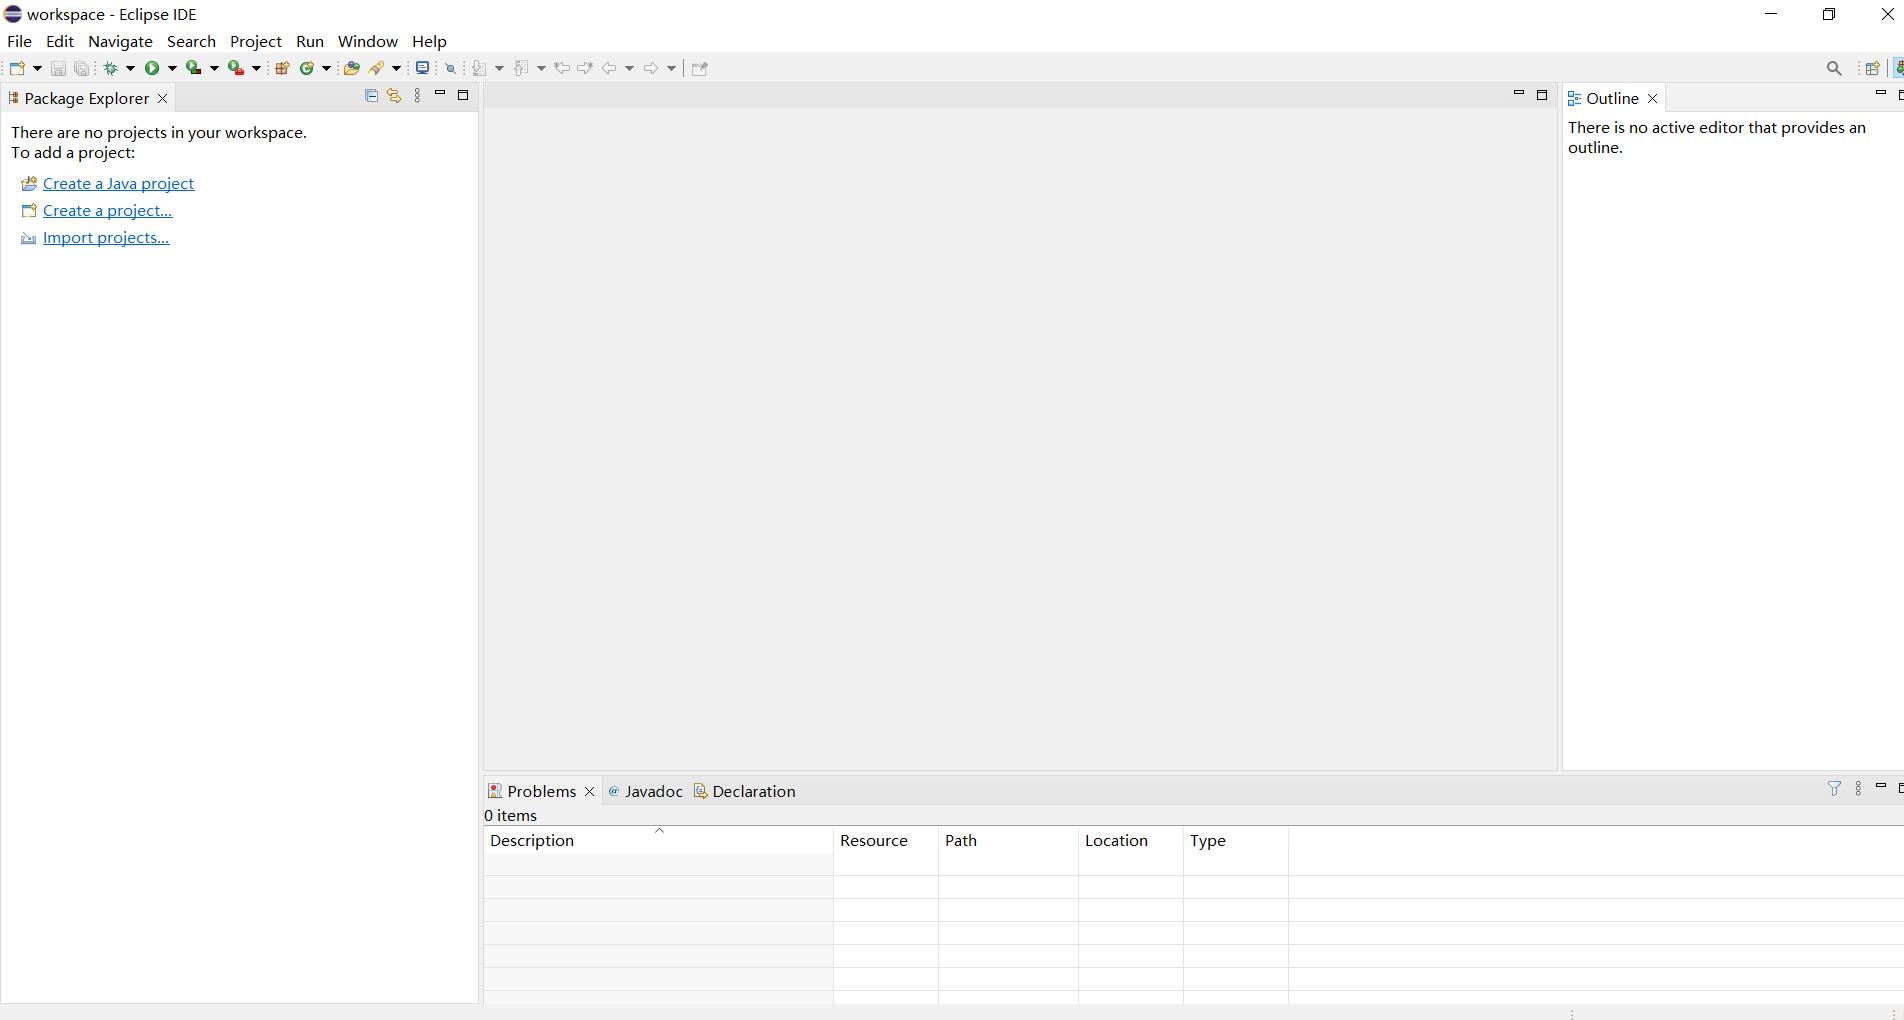 workspace - Eclipse IDE
File Edit Navigate Search Project Run Window Help
Package Explorer
There are no projects in your workspace.
To add a project:
Create a Java project
Create a project...
Import projects...
Outline
There is no active editor that provides an
outline.
Problems @ Javadoc Declaration
0 items
Description Resource Path Location Type